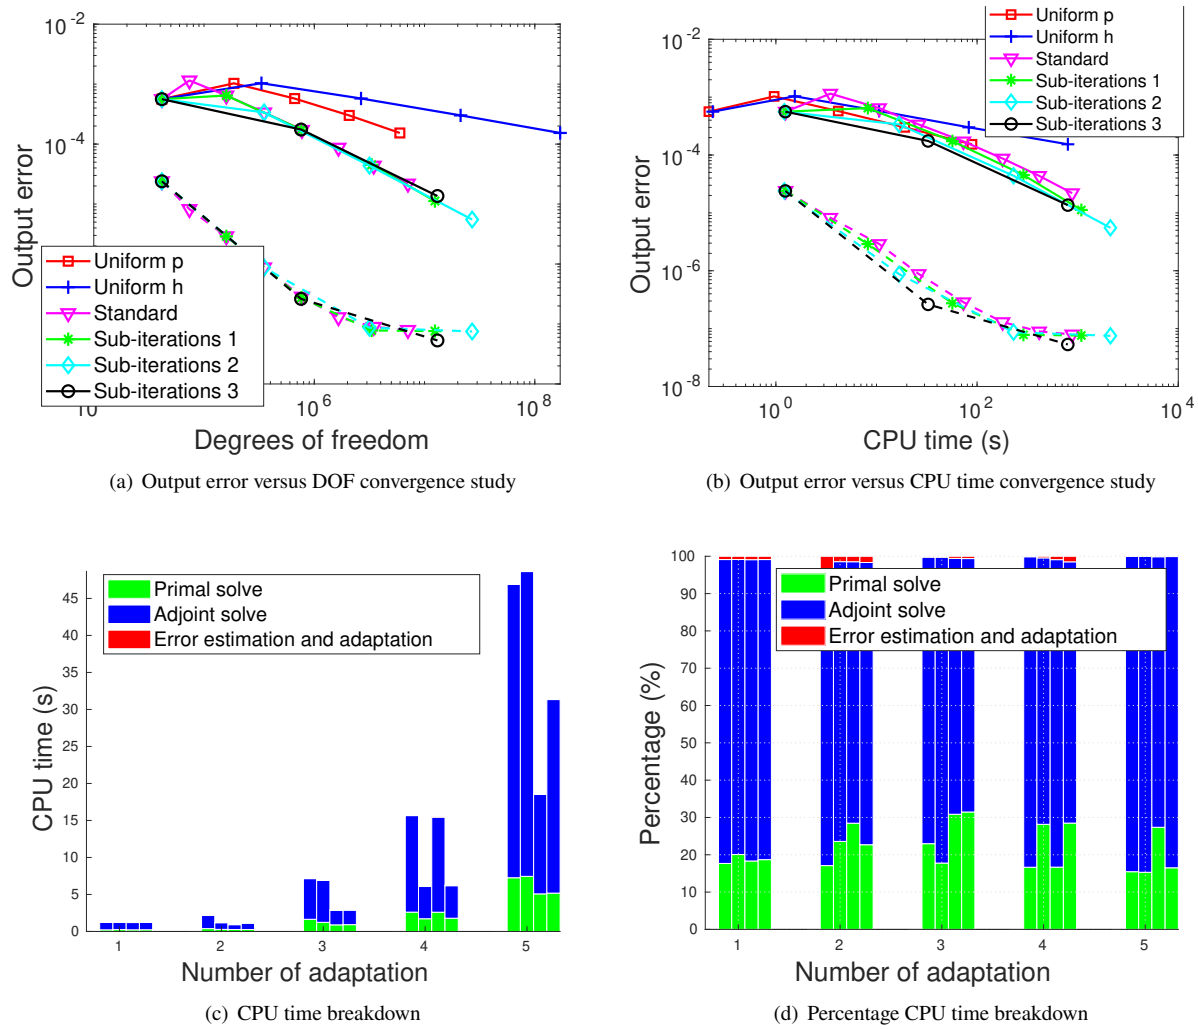 10^-2
10^-4
Output error
Uniform p
Uniform h
Standard
Sub-iterations 1
Sub-iterations 2
Sub-iterations 3
10^6
10^8
Degrees of freedom
(a) Output error versus DOF convergence study
10^-2
10^-4
10^-6
10^-8
Output error
Uniform p
Uniform h
Standard
Sub-iterations 1
Sub-iterations 2
Sub-iterations 3
10^0
10^2
10^4
CPU time (s)
(b) Output error versus CPU time convergence study
Primal solve
Adjoint solve
Error estimation and adaptation
45
40
35
30
25
20
15
10
5
0
CPU time (s)
1 2 3 4 5
Number of adaptation
(c) CPU time breakdown
100
90
80
70
60
50
40
30
20
10
0
Percentage (%)
Primal solve
Adjoint solve
Error estimation and adaptation
1 2 3 4 5
Number of adaptation
(d) Percentage CPU time breakdown